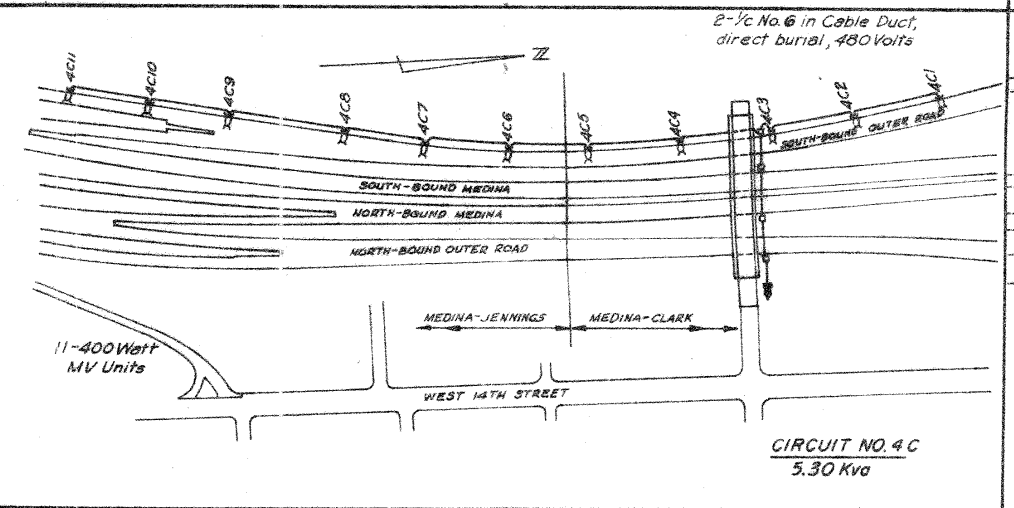 2-1/c No. 6 in Cable Duct,
direct burial, 480 Volts
Z
4C11
4C10
4C9
4C8
4C7
4C6
4C5
4C4
4C3
4C2
4C1
SOUTH-BOUND OUTER ROAD
SOUTH-BOUND MEDINA
NORTH-BOUND MEDINA
NORTH-BOUND OUTER ROAD
MEDINA-JENNINGS
MEDINA-CLARK
11-400 Watt
MV Units
WEST 14TH STREET
CIRCUIT NO. 4C
5.30 Kva